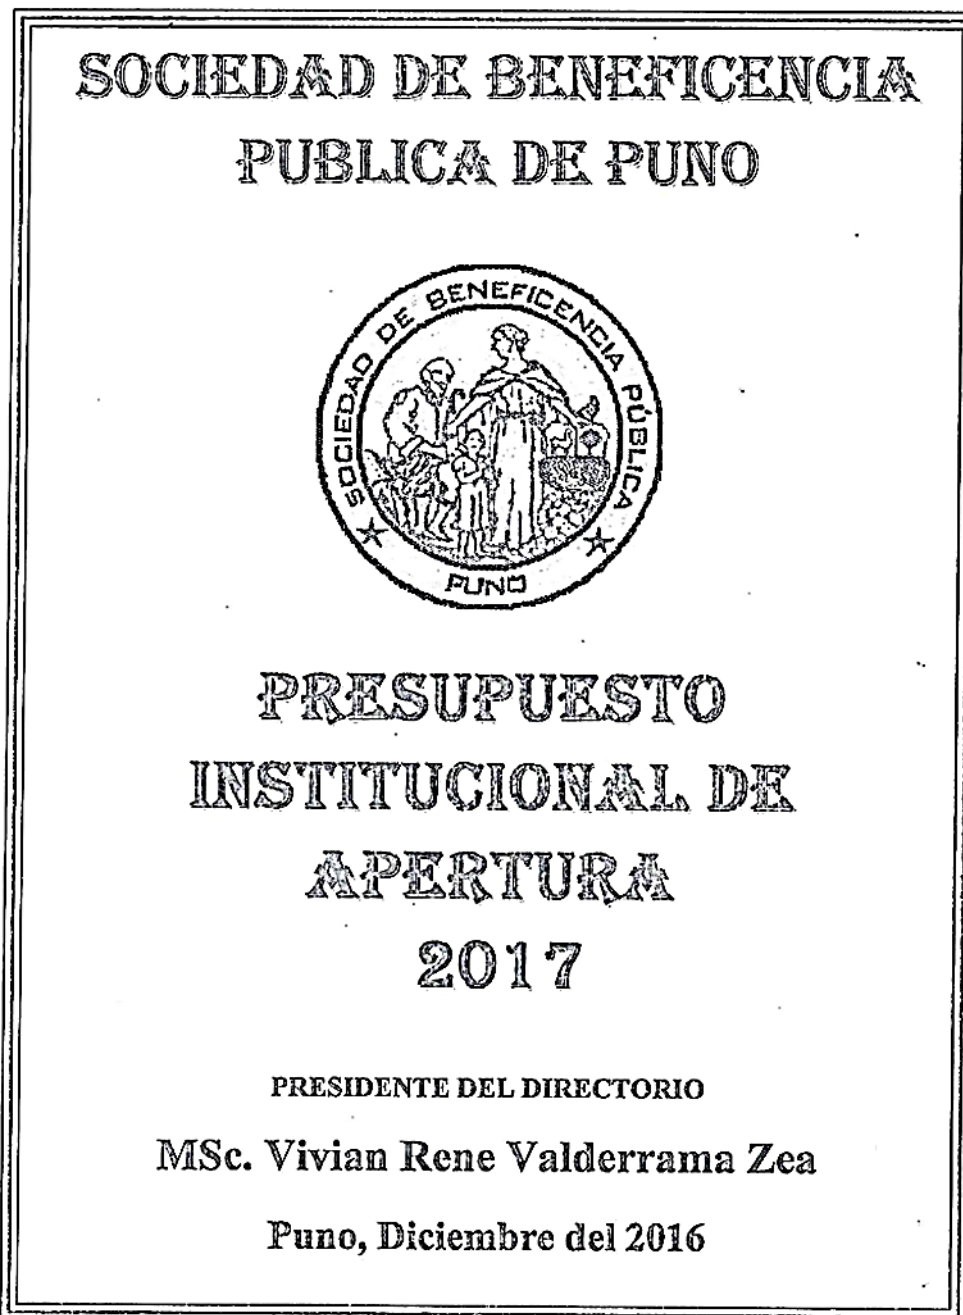 SOCIEDAD DE BENEFICENCIA
PUBLICA DE PUNO
SOCIEDAD DE BENEFICENCIA PÚBLICA
PUNO
PRESUPUESTO
INSTITUCIONAL DE
APERTURA
2017
PRESIDENTE DEL DIRECTORIO
MSc. Vivian Rene Valderrama Zea
Puno, Diciembre del 2016